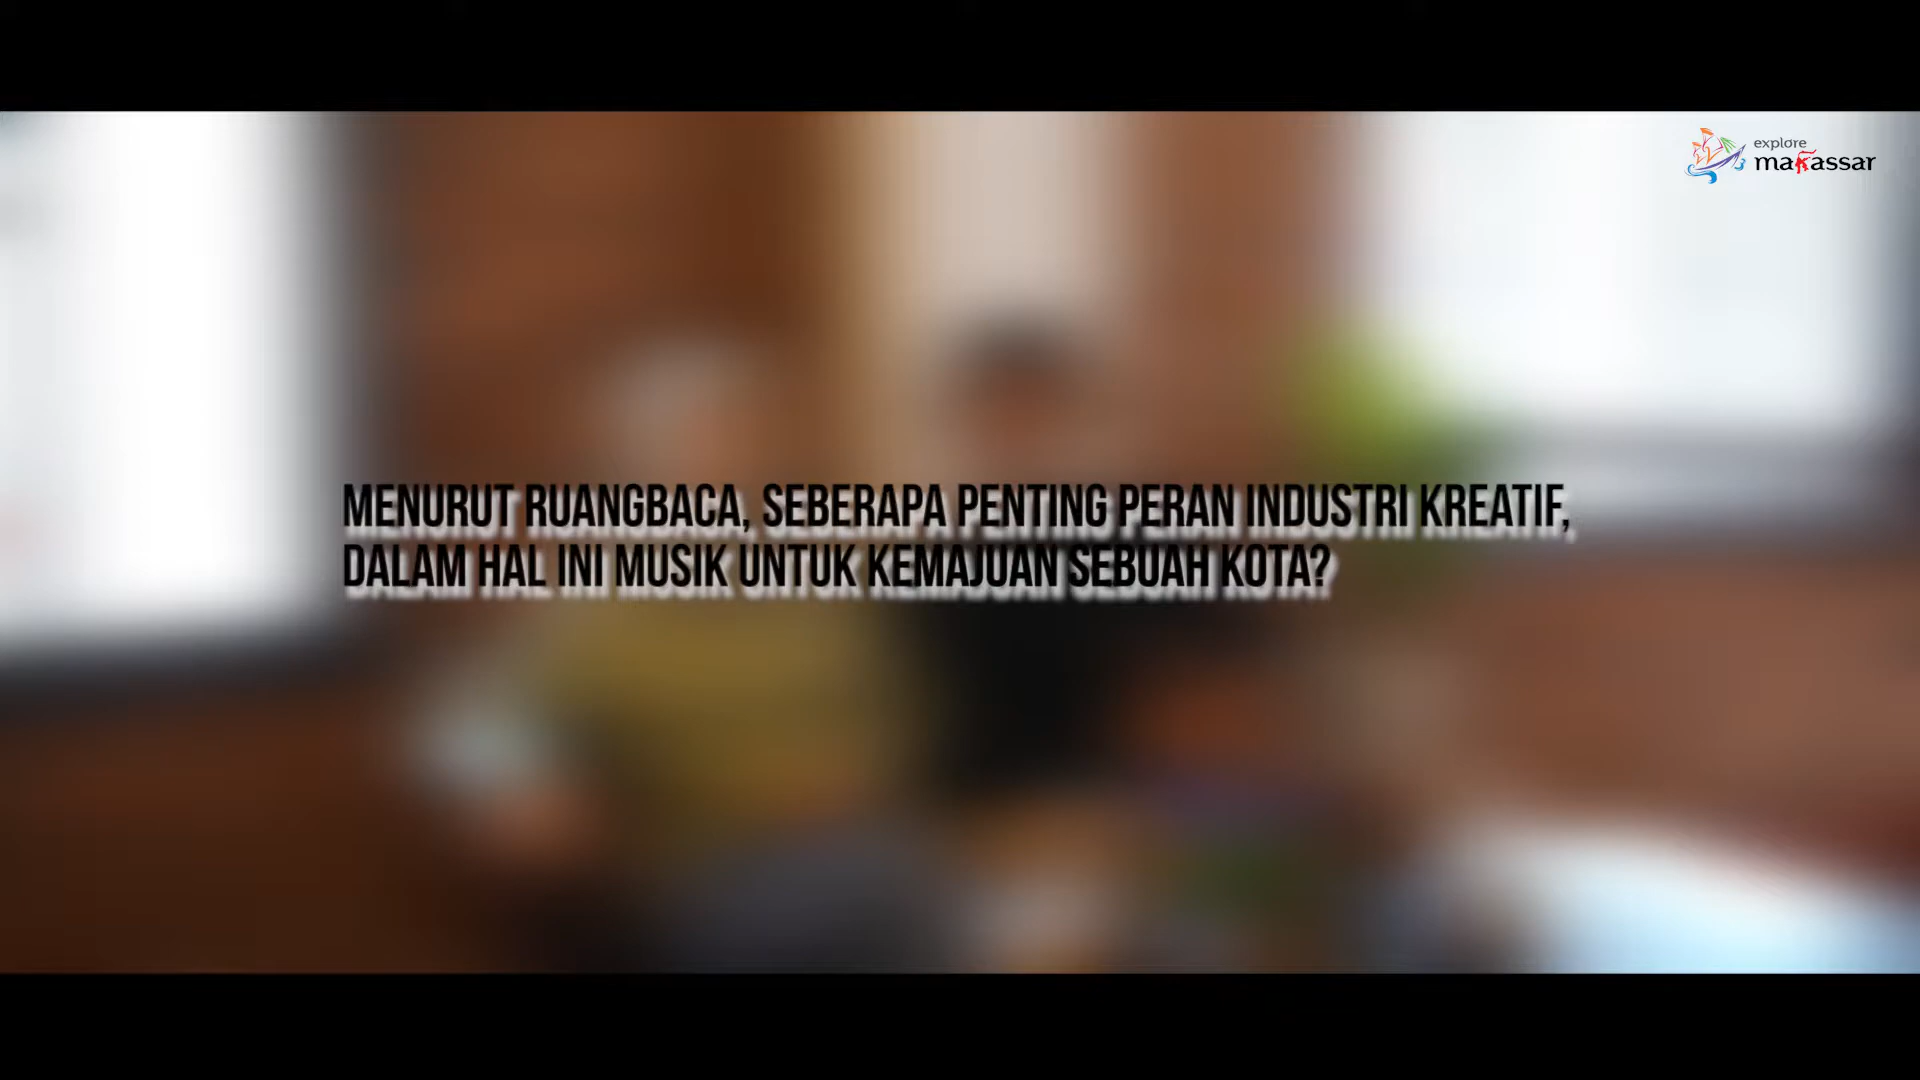 explore
makassar
MENURUT RUANGBACA, SEBERAPA PENTING PERAN INDUSTRI KREATIF,
DALAM HAL INI MUSIK UNTUK KEMAJUAN SEBUAH KOTA?